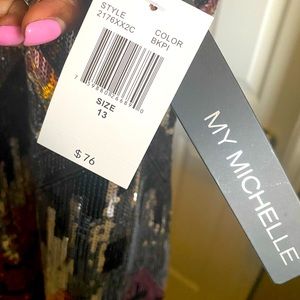 STYLE
2176XX2C
COLOR
BKPI
SIZE
13
$76
MY MICHELLE